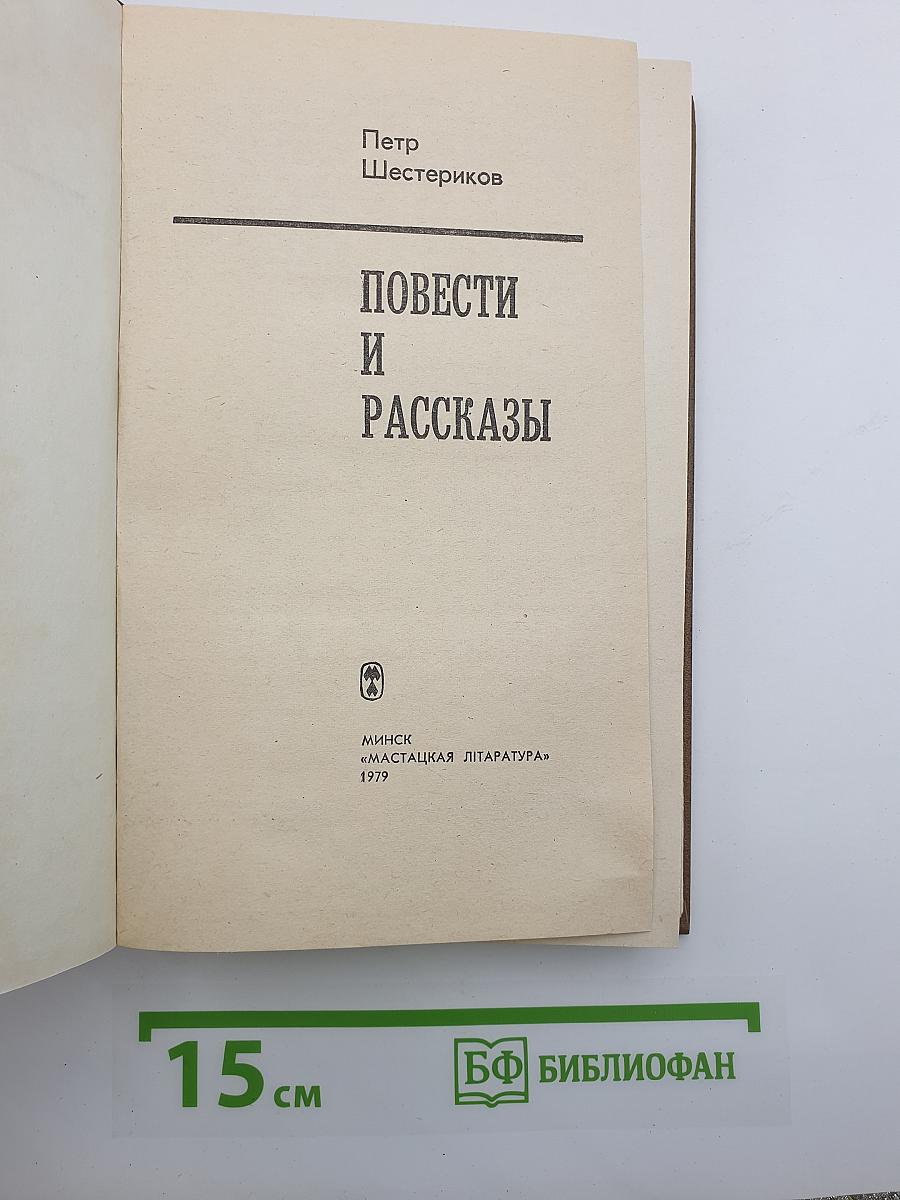 Петр
Шестериков
ПОВЕСТИ
И
РАССКАЗЫ
МИНСК
«МАСТАЦКАЯ ЛІТАРАТУРА»
1979
15 см
БФ БИБЛИОФАН